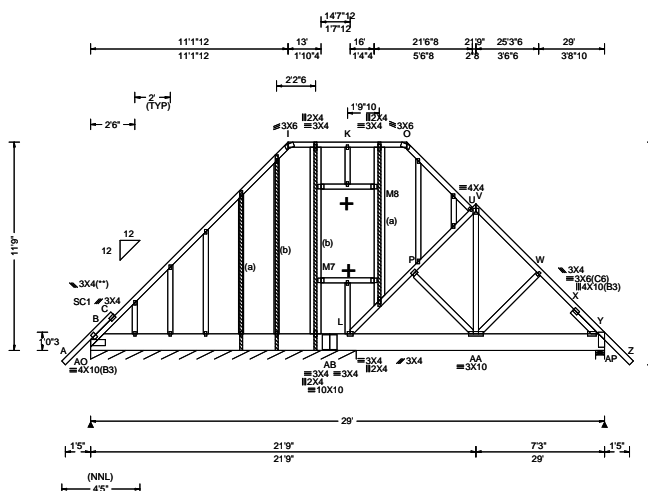 14'7"12
1'7"12
11'1"12
11'1"12
13'
1'10"4
16'
1'4"4
21'6"8
5'6"8
21'9"
2"8
25'3"6
3'6"6
29'
3'8"10
2'
(TYP)
2'6"
2'2"6
1'9"10
≡3X6
I
|||2X4
≡3X4
K
|||2X4
≡3X4
≡3X6
O
≡4X4
U V
M8
(a)
12
12
11'9"
(a)
(b)
(b)
M7
P
W
≡3X4
≡3X6(C6)
|||4X10(B3)
X
≡3X4(**)
SC1
≡3X4
C
B
L
Y
0"3
A
AO
≡4X10(B3)
AB
≡3X4
≡3X4
|||2X4
≡10X10
≡3X4
|||2X4
≡3X4
AA
≡3X10
AP
Z
29'
1'5"
21'9"
21'9"
7'3"
29'
1'5"
(NNL)
4'5"